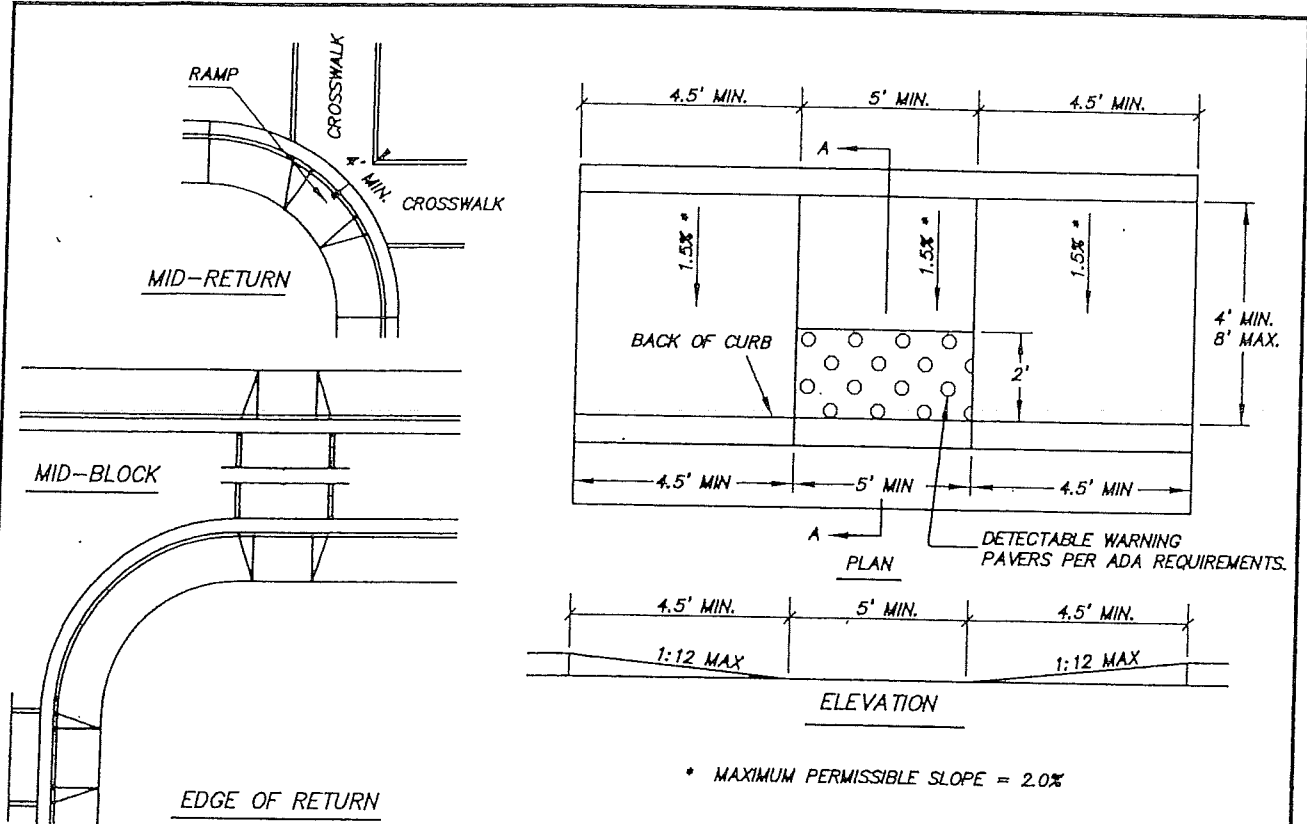 RAMP
CROSSWALK
4' MIN.
CROSSWALK
MID-RETURN
MID-BLOCK
EDGE OF RETURN
4.5' MIN.
5' MIN.
4.5' MIN.
A
1.5% *
1.5% *
1.5% *
4' MIN.
8' MAX.
BACK OF CURB
2'
4.5' MIN
5' MIN
4.5' MIN
A
PLAN
DETECTABLE WARNING
PAVERS PER ADA REQUIREMENTS.
4.5' MIN.
5' MIN.
4.5' MIN.
1:12 MAX
1:12 MAX
ELEVATION
* MAXIMUM PERMISSIBLE SLOPE = 2.0%